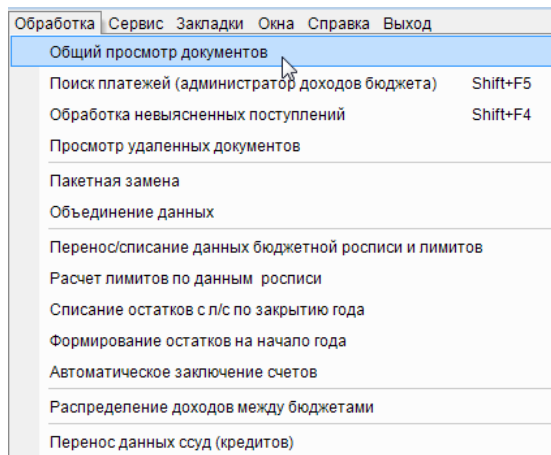 Обработка Сервис Закладки Окна Справка Выход
Общий просмотр документов
Поиск платежей (администратор доходов бюджета) Shift+F5
Обработка невыясненных поступлений Shift+F4
Просмотр удаленных документов
Пакетная замена
Объединение данных
Перенос/списание данных бюджетной росписи и лимитов
Расчет лимитов по данным росписи
Списание остатков с л/с по закрытию года
Формирование остатков на начало года
Автоматическое заключение счетов
Распределение доходов между бюджетами
Перенос данных ссуд (кредитов)